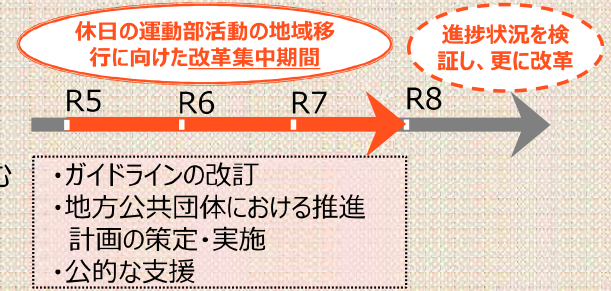 休日の運動部活動の地域移
行に向けた改革集中期間
進捗状況を検
証し、更に改革
R5
R6
R7
R8
む
・ガイドラインの改訂
・地方公共団体における推進
計画の策定・実施
・公的な支援